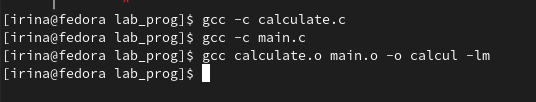 [irina@fedora lab_prog]$ gcc -c calculate.c
[irina@fedora lab_prog]$ gcc -c main.c
[irina@fedora lab_prog]$ gcc calculate.o main.o -o calcul -lm
[irina@fedora lab_prog]$